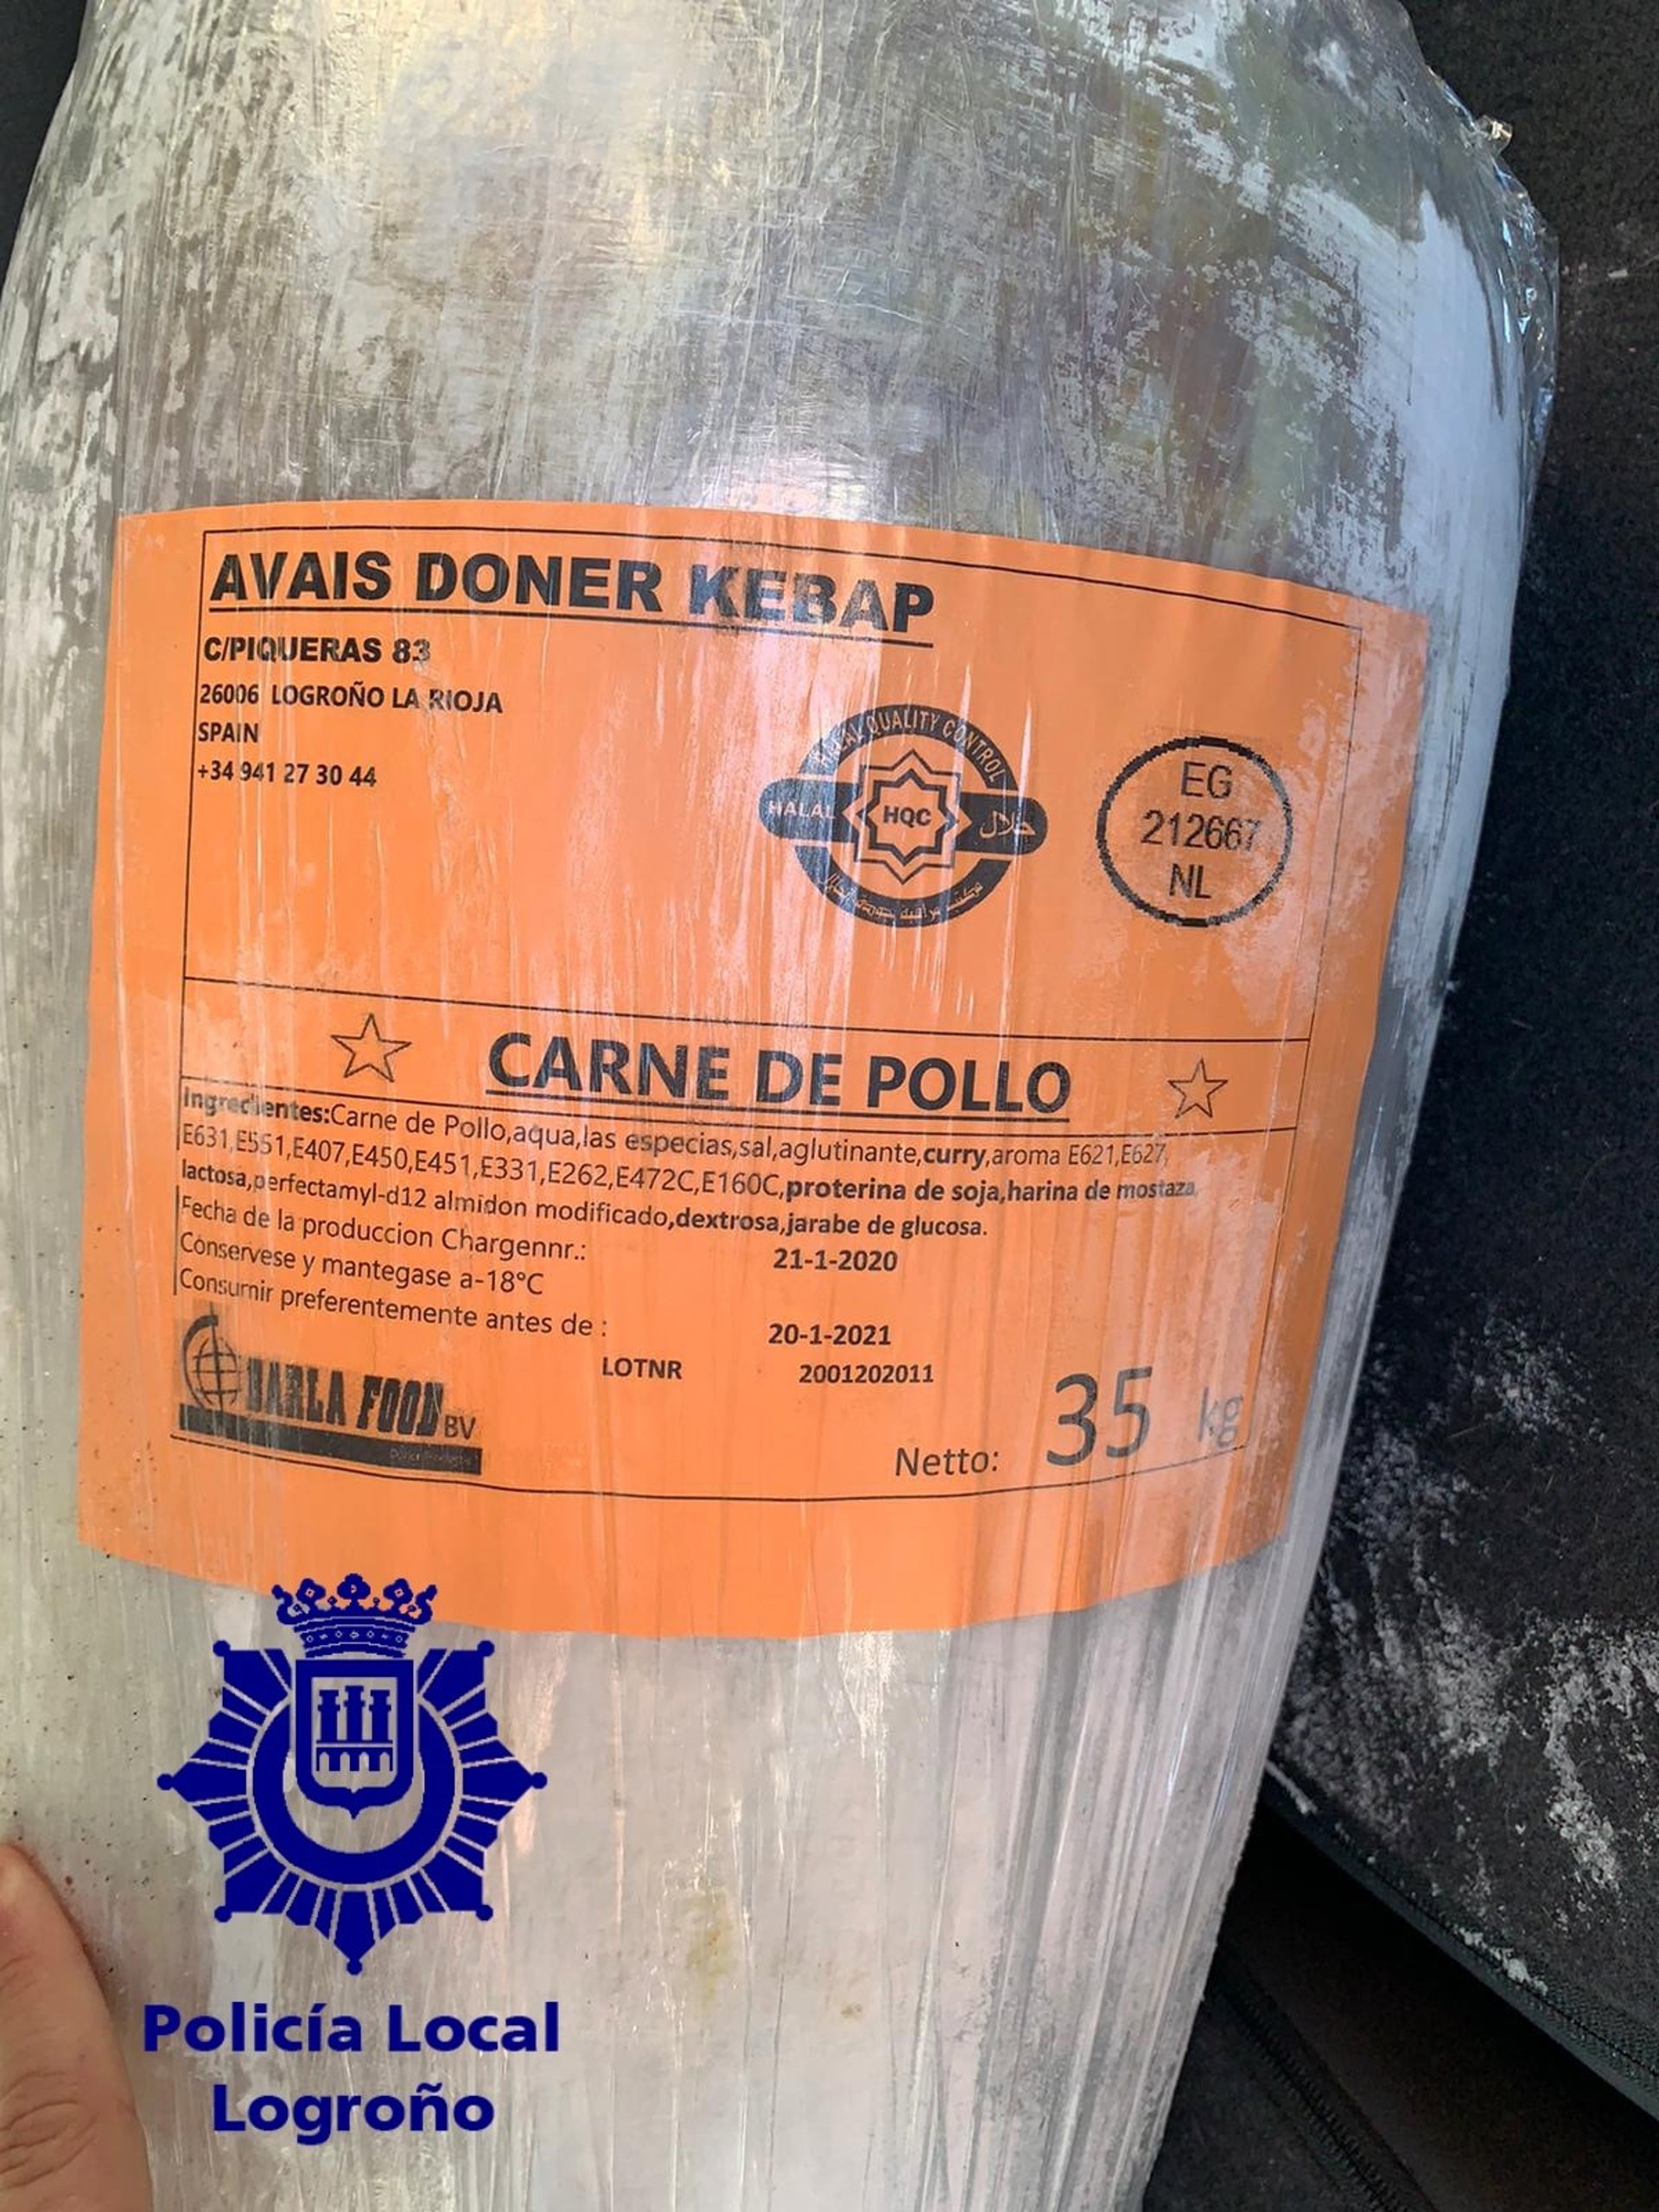 AVAIS DONER KEBAP
C/PIQUERAS 83
26006 LOGROÑO LA RIOJA
SPAIN
+34 941 27 30 44
HALAL QUALITY CONTROL
HALAL HQC حلال
EG
212667
NL
CARNE DE POLLO
Ingredientes:Carne de Pollo,aqua,las especias,sal,aglutinante,curry,aroma E621,E627,
E631,E551,E407,E450,E451,E331,E262,E472C,E160C,proterina de soja,harina de mostaza,
lactosa,perfectamyl-d12 almidon modificado,dextrosa,jarabe de glucosa.
Fecha de la produccion Chargennr.: 21-1-2020
Conservese y mantegase a-18°C
Consumir preferentemente antes de : 20-1-2021
LOTNR 2001202011
BARLA FOOD BV
Netto: 35 kg
Policía Local
Logroño